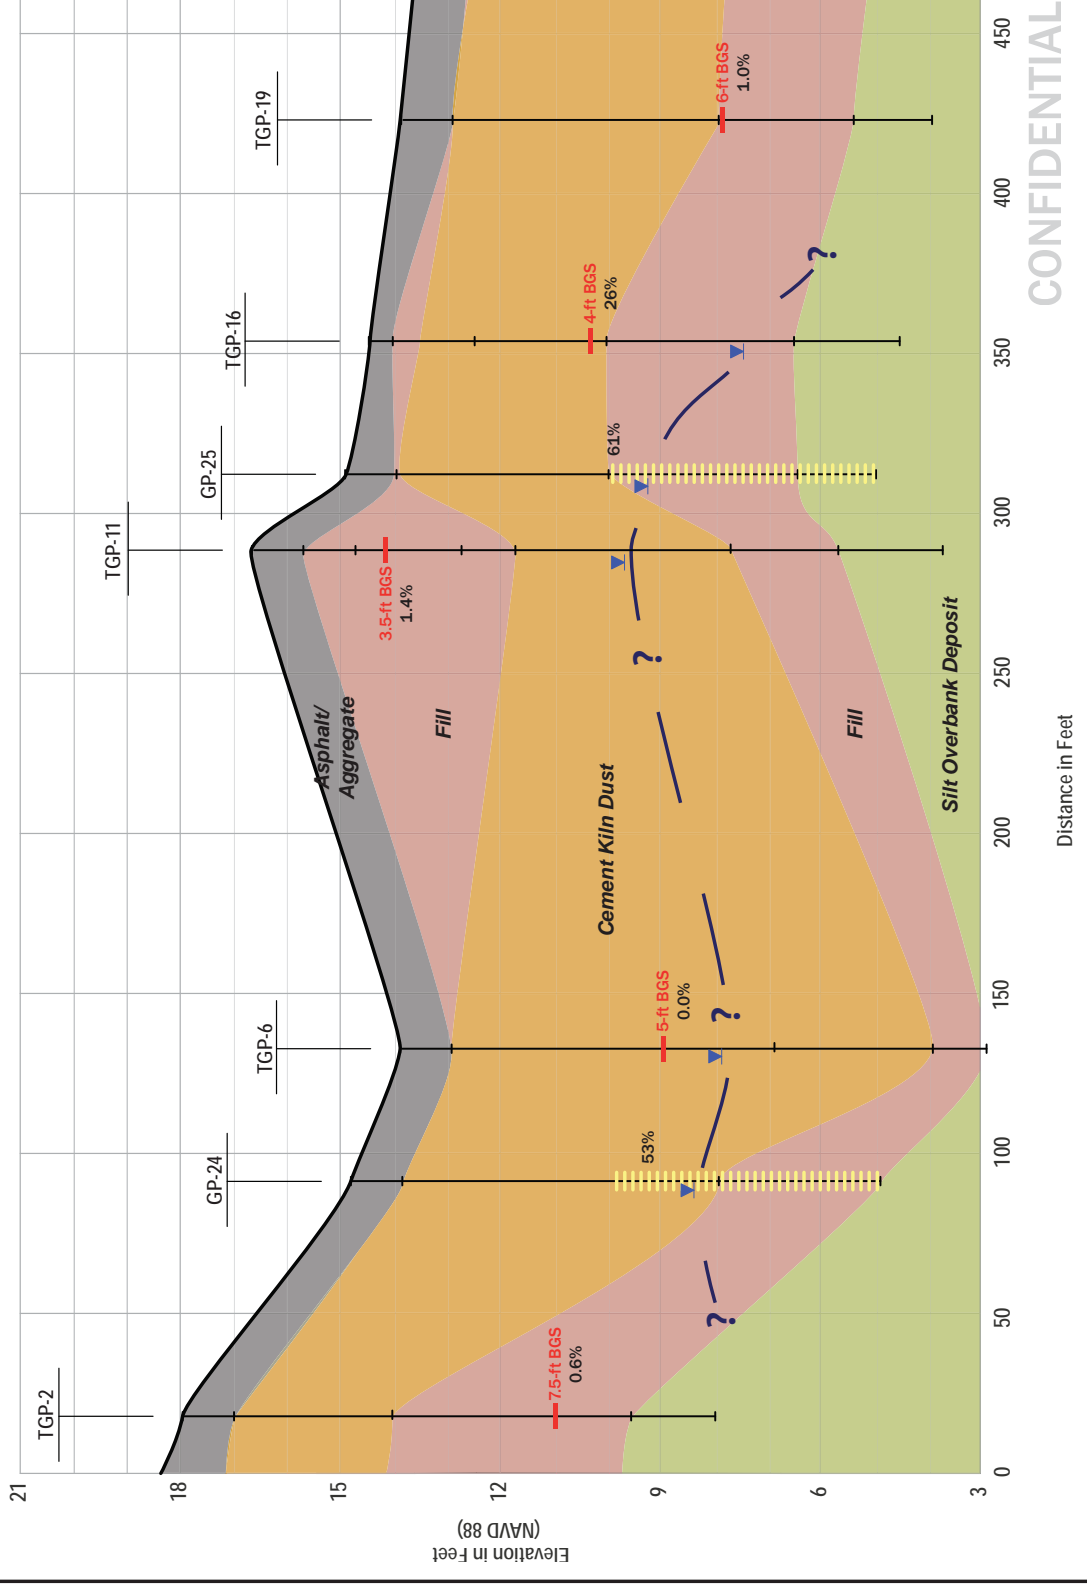 TGP-2
GP-24
TGP-6
TGP-11
GP-25
TGP-16
TGP-19
21
18
15
12
9
6
3
Elevation in Feet
(NAVD 88)
7.5-ft BGS
0.6%
53%
5-ft BGS
0.0%
3.5-ft BGS
1.4%
61%
4-ft BGS
26%
6-ft BGS
1.0%
Asphalt/
Aggregate
Fill
Cement Kiln Dust
Fill
Silt Overbank Deposit
?
?
?
?
0
50
100
150
200
250
300
350
400
450
Distance in Feet
CONFIDENTIAL